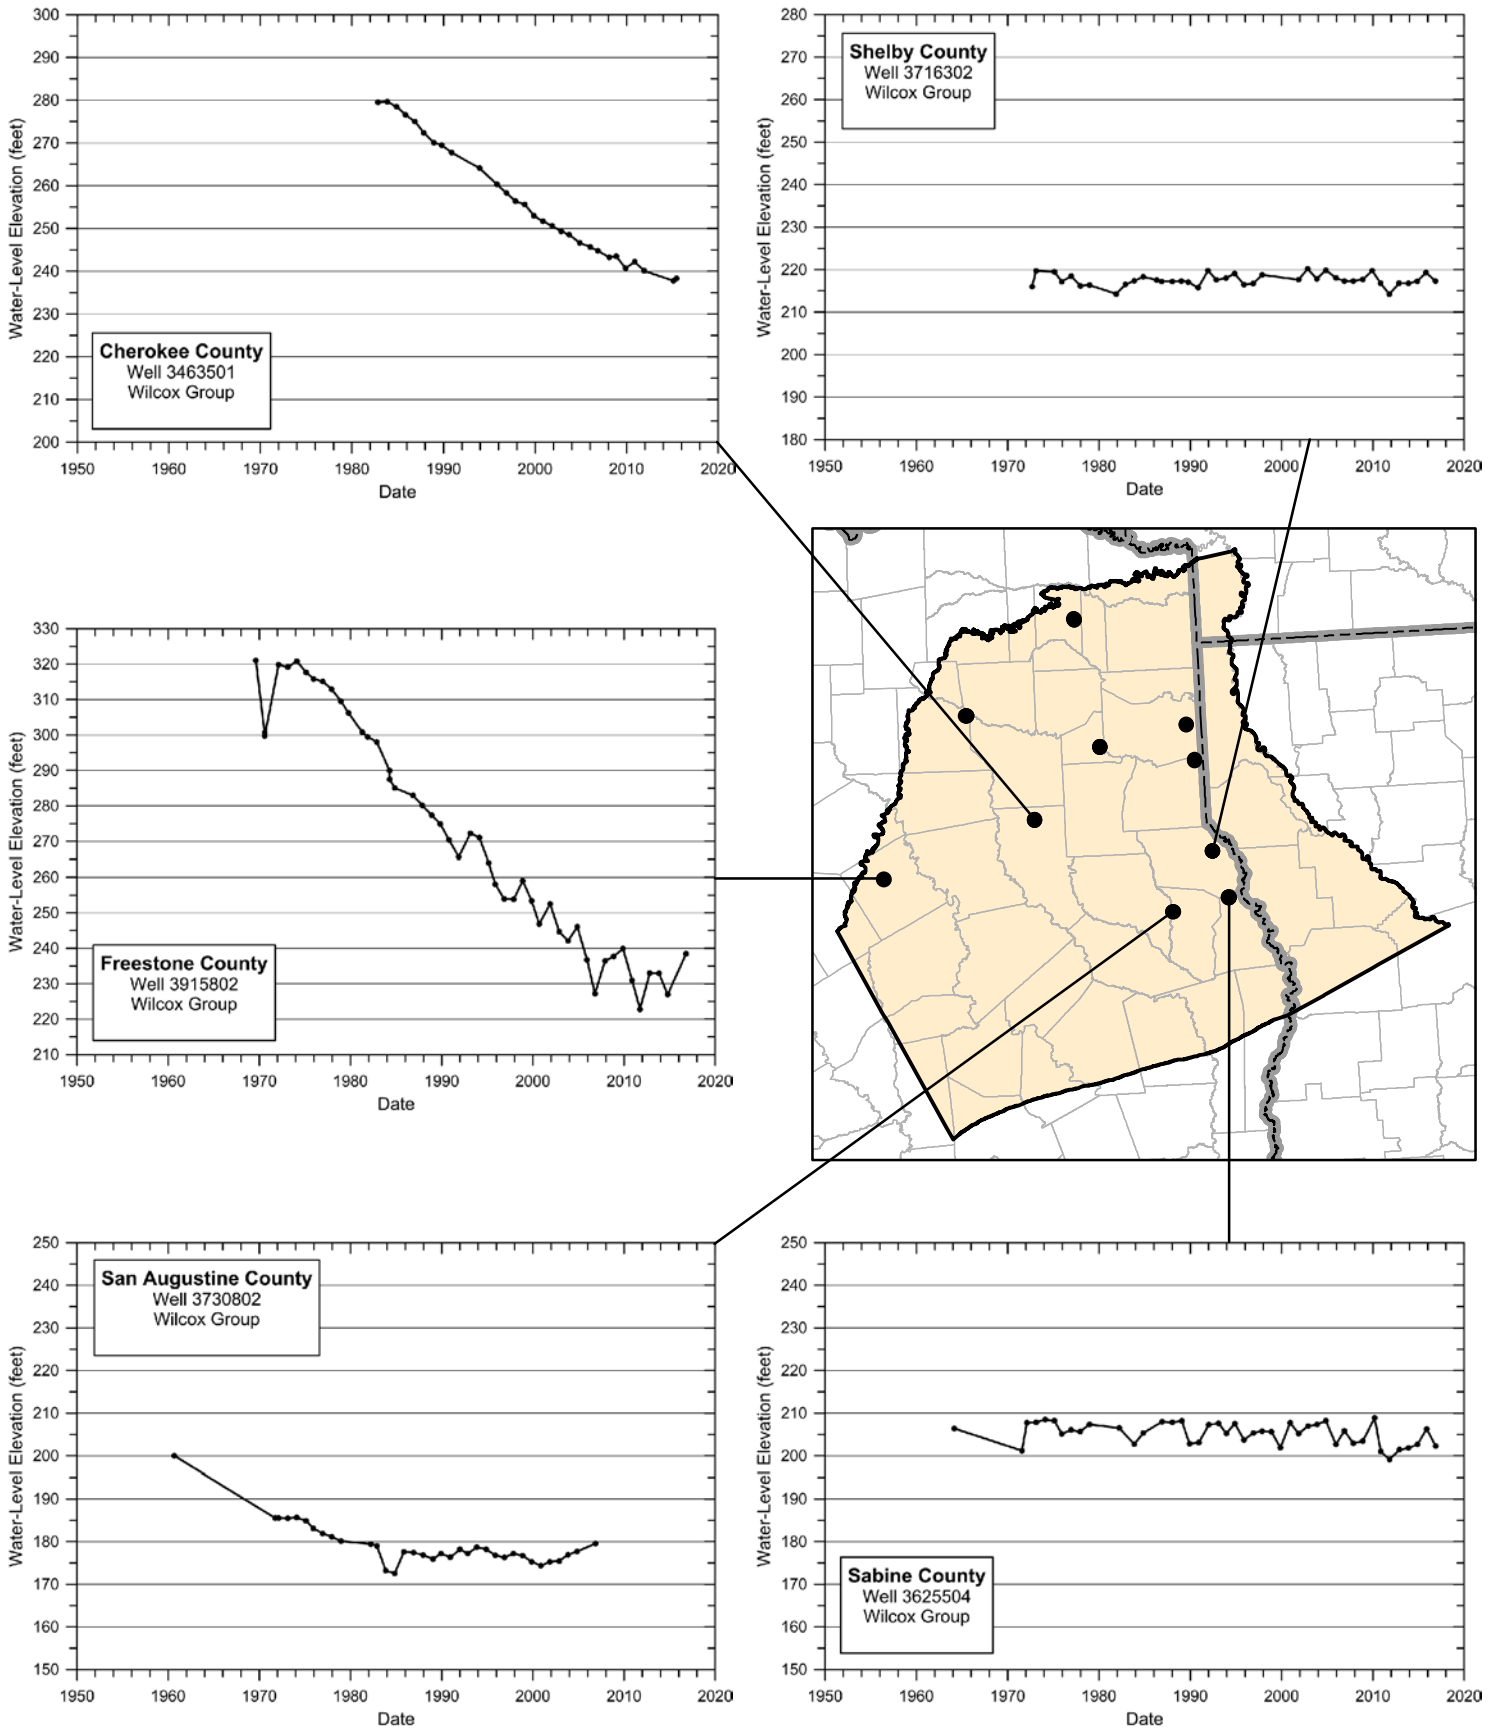 300
290
280
270
260
250
240
230
220
210
200
Water-Level Elevation (feet)
Cherokee County
Well 3463501
Wilcox Group
1950 1960 1970 1980 1990 2000 2010 2020
Date
280
270
260
250
240
230
220
210
200
190
180
Water-Level Elevation (feet)
Shelby County
Well 3716302
Wilcox Group
1950 1960 1970 1980 1990 2000 2010 2020
Date
330
320
310
300
290
280
270
260
250
240
230
220
210
Water-Level Elevation (feet)
Freestone County
Well 3915802
Wilcox Group
1950 1960 1970 1980 1990 2000 2010 2020
Date
250
240
230
220
210
200
190
180
170
160
150
Water-Level Elevation (feet)
San Augustine County
Well 3730802
Wilcox Group
1950 1960 1970 1980 1990 2000 2010 2020
Date
250
240
230
220
210
200
190
180
170
160
150
Water-Level Elevation (feet)
Sabine County
Well 3625504
Wilcox Group
1950 1960 1970 1980 1990 2000 2010 2020
Date